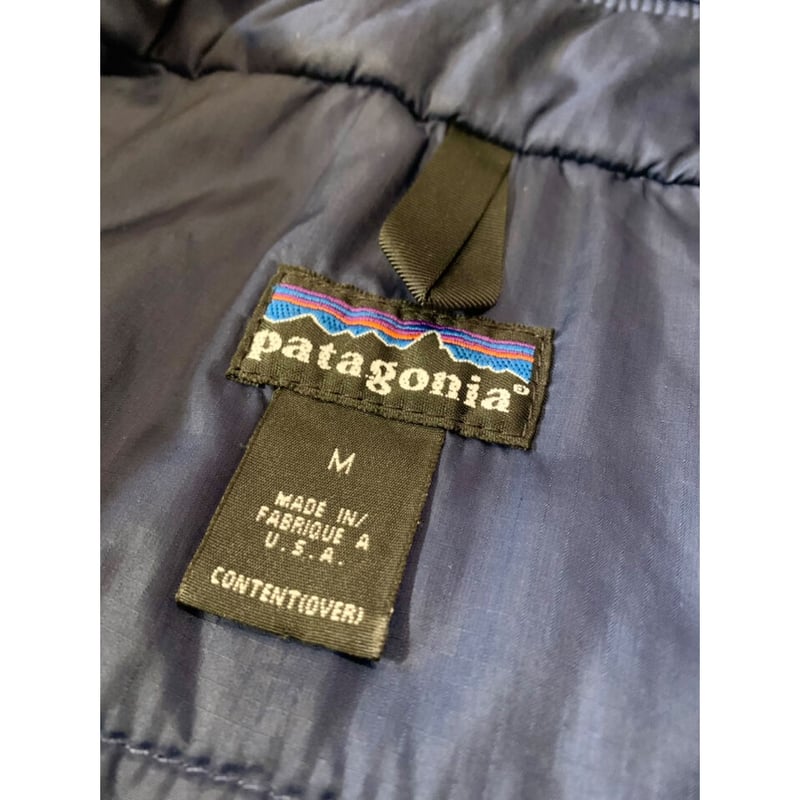 patagonia®
M
MADE IN/
FABRIQUE A
U.S.A.
CONTENT(OVER)